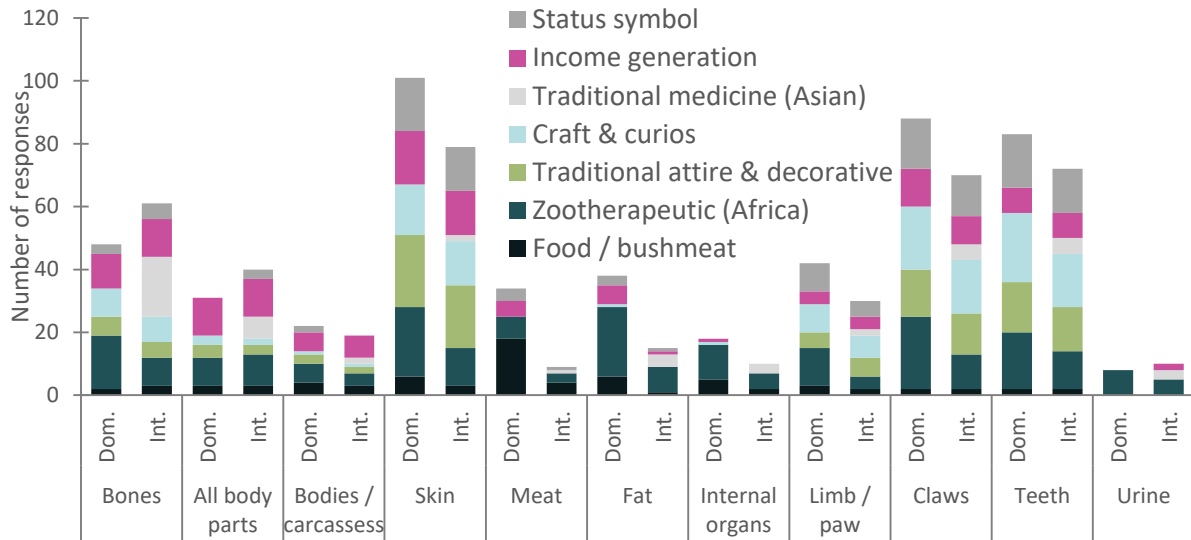 120
100
80
60
40
20
0
Number of responses
Status symbol
Income generation
Traditional medicine (Asian)
Craft & curios
Traditional attire & decorative
Zootherapeutic (Africa)
Food / bushmeat
Dom. Int. Dom. Int. Dom. Int. Dom. Int. Dom. Int. Dom. Int. Dom. Int. Dom. Int. Dom. Int. Dom. Int. Dom. Int.
Bones All body Bodies / Skin Meat Fat Internal Limb / Claws Teeth Urine
parts carcassess organs paw